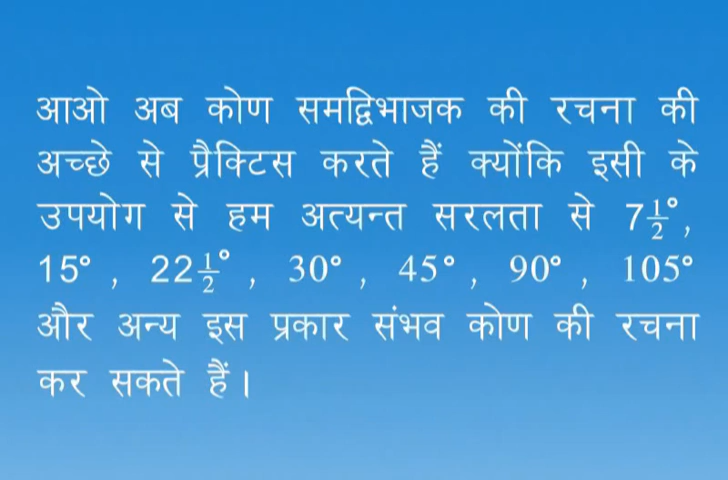 आओ अब कोण समद्विभाजक की रचना की
अच्छे से प्रैक्टिस करते हैं क्योंकि इसी के
उपयोग से हम अत्यन्त सरलता से 7½°,
15° , 22½° , 30° , 45° , 90° , 105°
और अन्य इस प्रकार संभव कोण की रचना
कर सकते हैं।